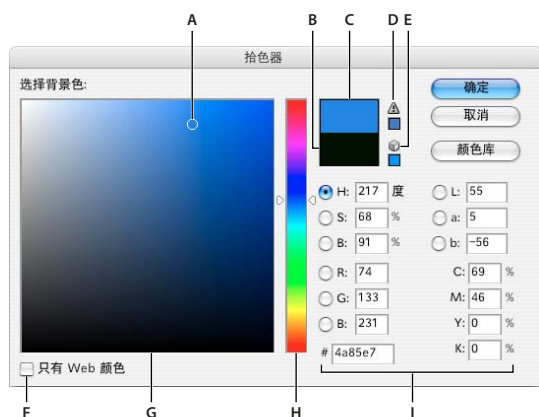 A B C D E
拾色器
选择背景色:
确定
取消
颜色库
H: 217 度 L: 55
S: 68 % a: 5
B: 91 % b: -56
R: 74 C: 69 %
G: 133 M: 46 %
B: 231 Y: 0 %
# 4a85e7 K: 0 %
只有 Web 颜色
F G H I